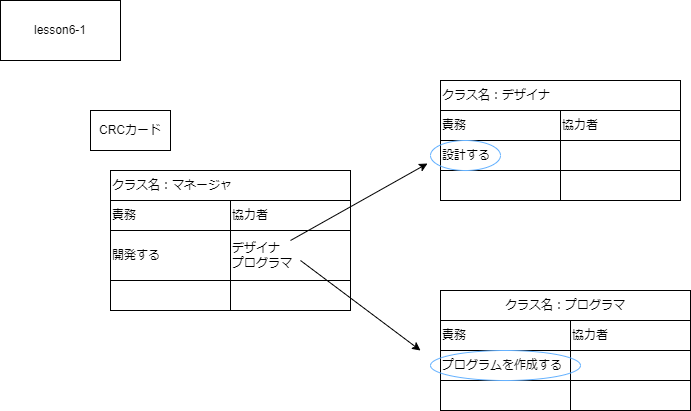 lesson6-1
CRCカード
クラス名：マネージャ
責務 協力者
開発する デザイナ
プログラマ
クラス名：デザイナ
責務 協力者
設計する
クラス名：プログラマ
責務 協力者
プログラムを作成する